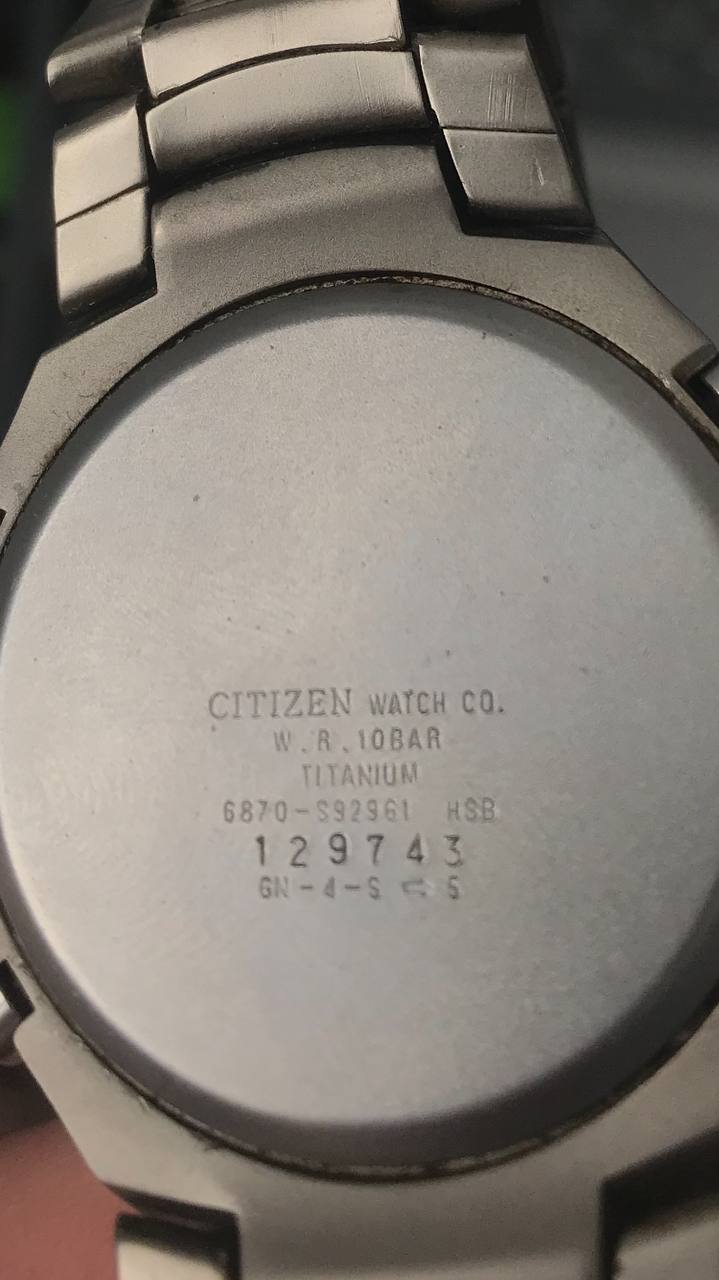 CITIZEN WATCH CO.
W.R.10BAR
TITANIUM
6870-S92961 HSB
129743
GN-4-S S